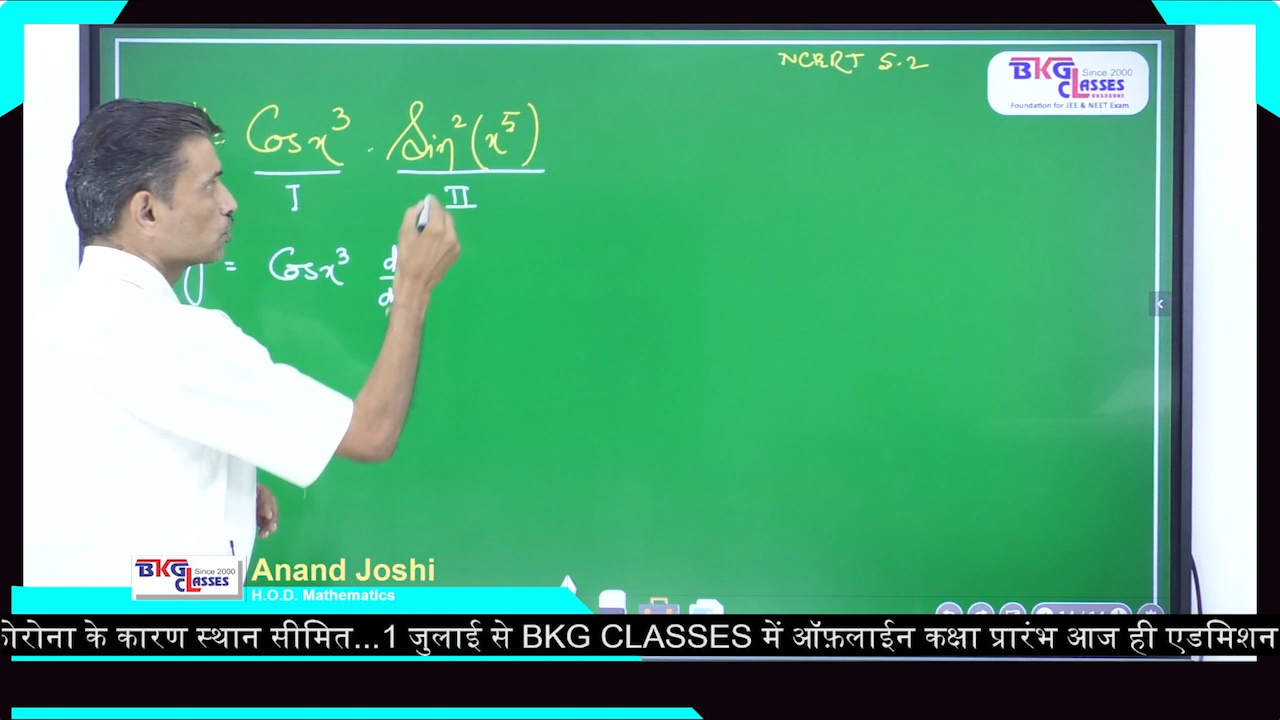 NCERT 5.2
BKG CLASSES
Since 2000
KHARGONE
Foundation for JEE & NEET Exam
= Cosx³ . Sin²(x⁵)
I II
y = Cosx³ d
d
BKG CLASSES
Since 2000
Anand Joshi
H.O.D. Mathematics
कोरोना के कारण स्थान सीमित...1 जुलाई से BKG CLASSES में ऑफ़लाईन कक्षा प्रारंभ आज ही एडमिशन